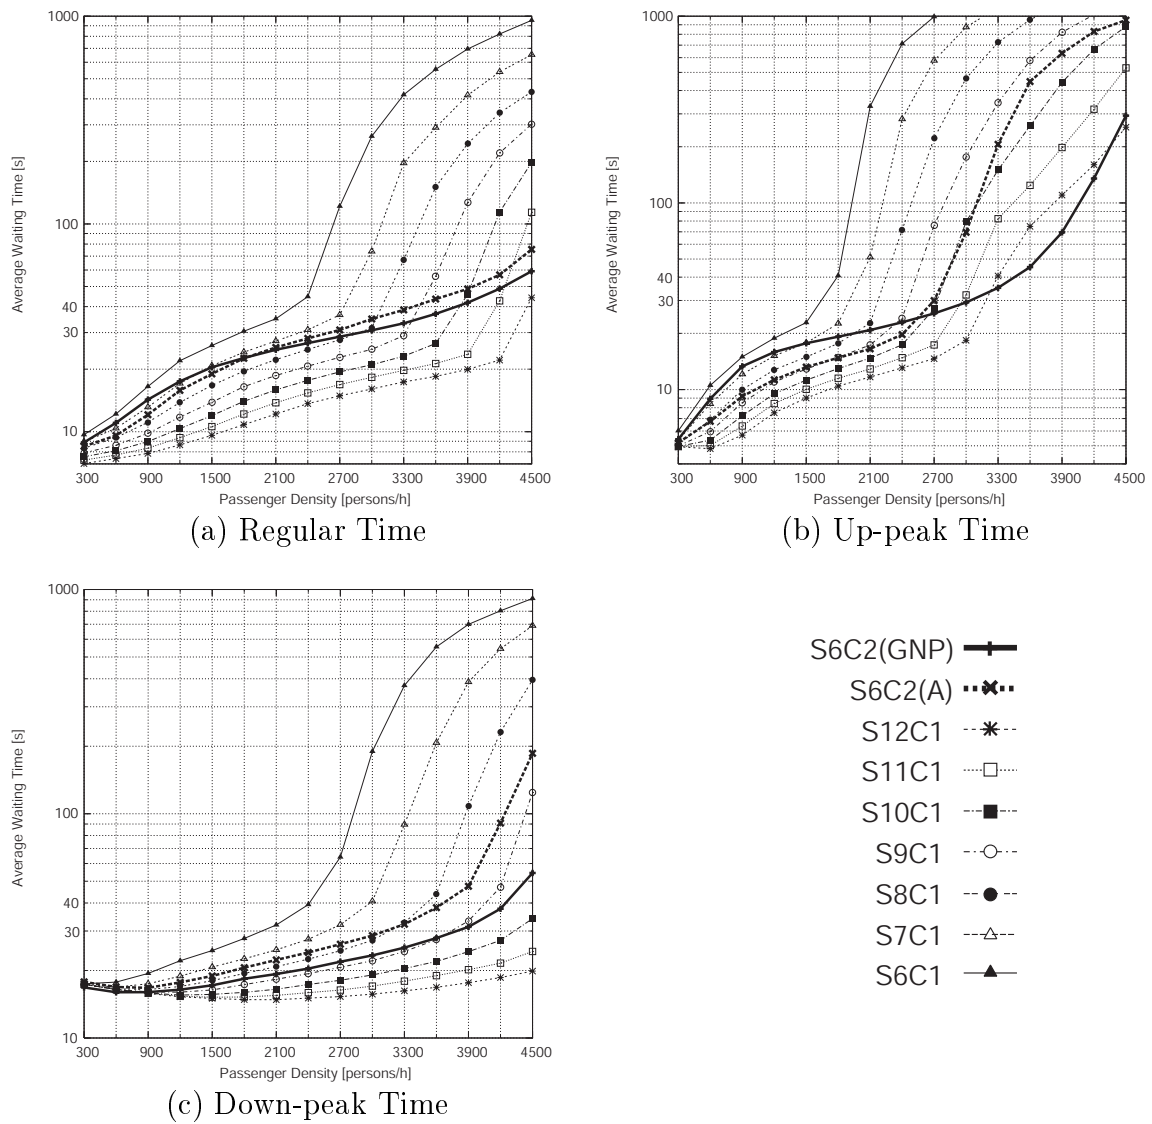 1000
100
40
30
10
Average Waiting Time [s]
300 900 1500 2100 2700 3300 3900 4500
Passenger Density [persons/h]
(a) Regular Time
1000
100
40
30
10
Average Waiting Time [s]
300 900 1500 2100 2700 3300 3900 4500
Passenger Density [persons/h]
(b) Up-peak Time
1000
100
40
30
10
Average Waiting Time [s]
300 900 1500 2100 2700 3300 3900 4500
Passenger Density [persons/h]
(c) Down-peak Time
S6C2(GNP)
S6C2(A)
S12C1
S11C1
S10C1
S9C1
S8C1
S7C1
S6C1